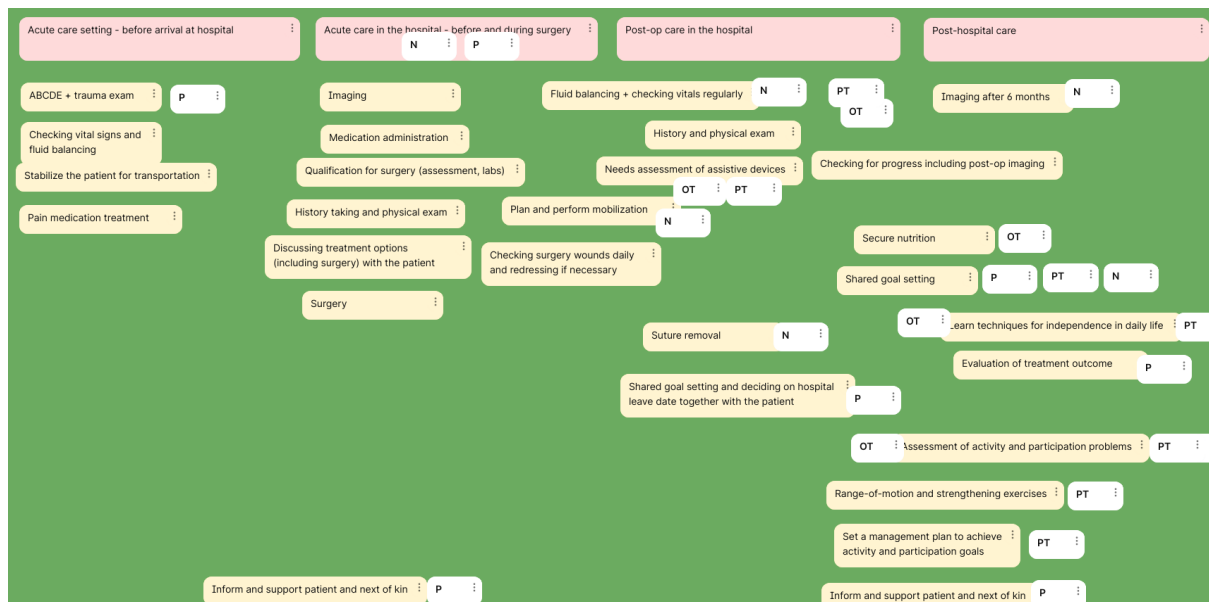 Acute care setting - before arrival at hospital
Acute care in the hospital - before and during surgery
N
P
Post-op care in the hospital
Post-hospital care
ABCDE + trauma exam
P
Checking vital signs and
fluid balancing
Stabilize the patient for transportation
Pain medication treatment
Imaging
Medication administration
Qualification for surgery (assessment, labs)
History taking and physical exam
Discussing treatment options
(including surgery) with the patient
Surgery
Fluid balancing + checking vitals regularly
N
PT
OT
History and physical exam
Needs assessment of assistive devices
OT
PT
Plan and perform mobilization
N
Checking surgery wounds daily
and redressing if necessary
Suture removal
N
Shared goal setting and deciding on hospital
leave date together with the patient
P
Imaging after 6 months
N
Checking for progress including post-op imaging
Secure nutrition
OT
Shared goal setting
P
PT
N
OT
Learn techniques for independence in daily life
PT
Evaluation of treatment outcome
P
OT
Assessment of activity and participation problems
PT
Range-of-motion and strengthening exercises
PT
Set a management plan to achieve
activity and participation goals
PT
Inform and support patient and next of kin
P
Inform and support patient and next of kin
P